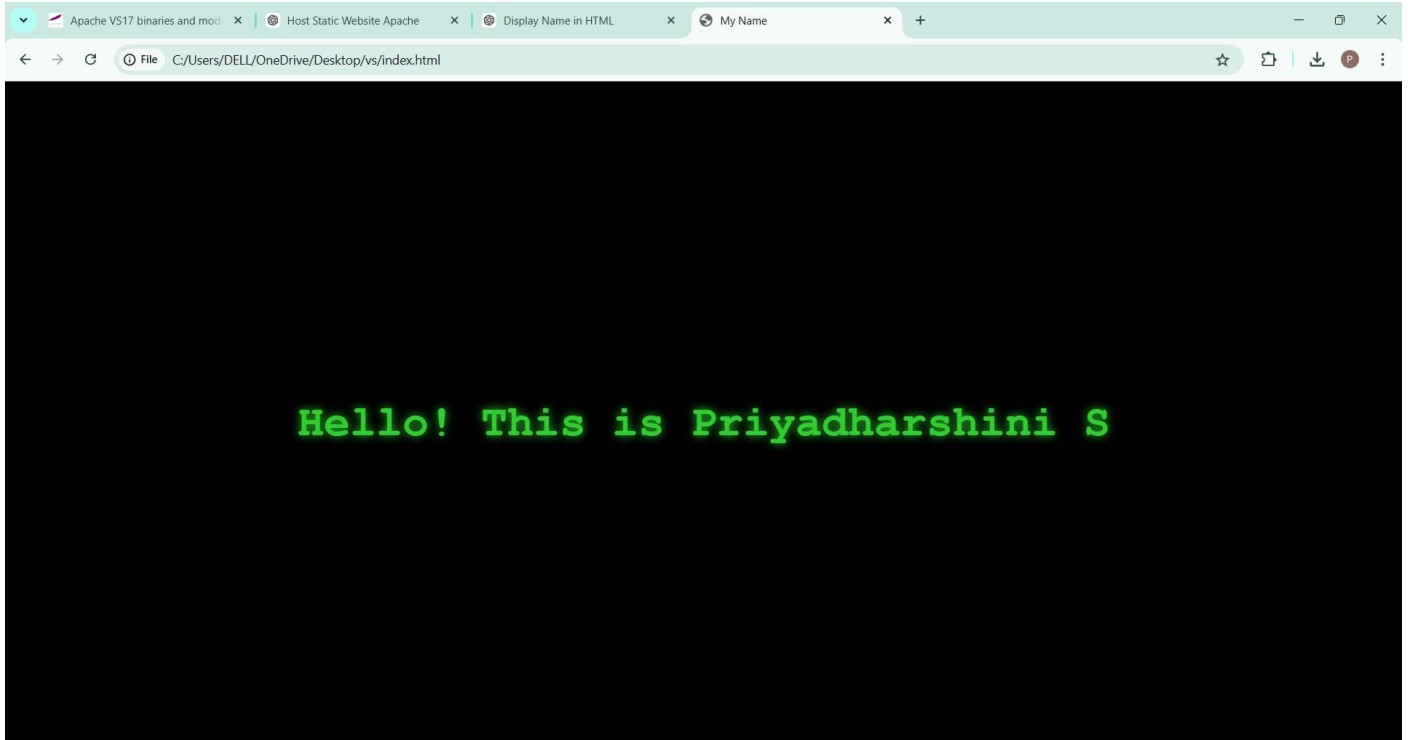 Apache VS17 binaries and mod
Host Static Website Apache
Display Name in HTML
My Name
File C:/Users/DELL/OneDrive/Desktop/vs/index.html
P
Hello! This is Priyadharshini S